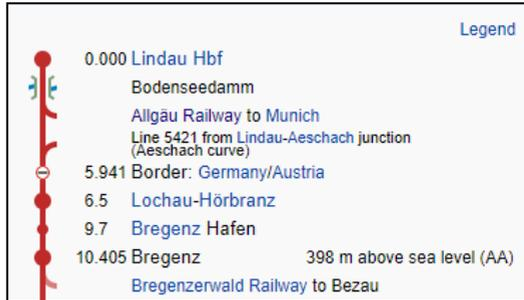 Legend
0.000 Lindau Hbf
Bodenseedamm
Allgäu Railway to Munich
Line 5421 from Lindau-Aeschach junction
(Aeschach curve)
5.941 Border: Germany/Austria
6.5 Lochau-Hörbranz
9.7 Bregenz Hafen
10.405 Bregenz 398 m above sea level (AA)
Bregenzerwald Railway to Bezau